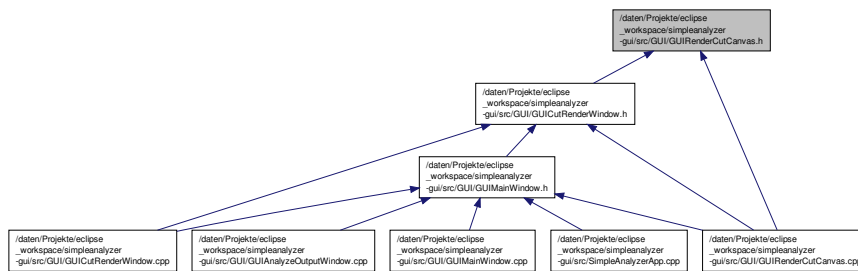 /daten/Projekte/eclipse
_workspace/simpleanalyzer
-gui/src/GUI/GUIRenderCutCanvas.h
/daten/Projekte/eclipse
_workspace/simpleanalyzer
-gui/src/GUI/GUICutRenderWindow.h
/daten/Projekte/eclipse
_workspace/simpleanalyzer
-gui/src/GUI/GUIMainWindow.h
/daten/Projekte/eclipse
_workspace/simpleanalyzer
-gui/src/GUI/GUICutRenderWindow.cpp
/daten/Projekte/eclipse
_workspace/simpleanalyzer
-gui/src/GUI/GUIAnalyzeOutputWindow.cpp
/daten/Projekte/eclipse
_workspace/simpleanalyzer
-gui/src/GUI/GUIMainWindow.cpp
/daten/Projekte/eclipse
_workspace/simpleanalyzer
-gui/src/SimpleAnalyzerApp.cpp
/daten/Projekte/eclipse
_workspace/simpleanalyzer
-gui/src/GUI/GUIRenderCutCanvas.cpp